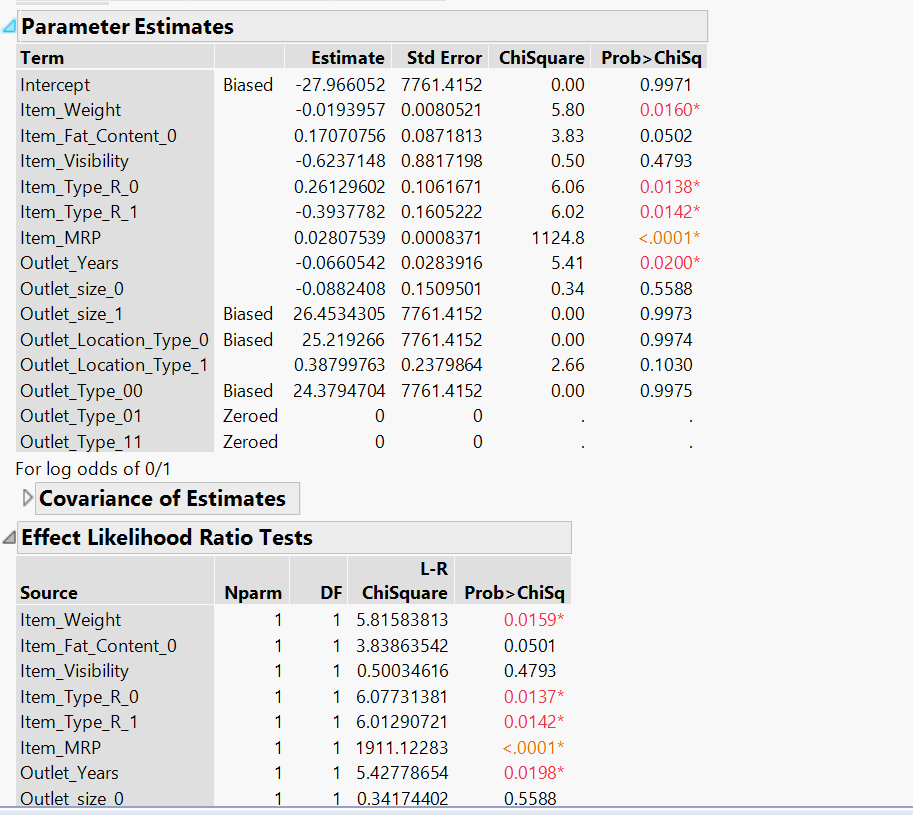 Parameter Estimates
Term Estimate Std Error ChiSquare Prob>ChiSq
Intercept Biased -27.966052 7761.4152 0.00 0.9971
Item_Weight -0.0193957 0.0080521 5.80 0.0160*
Item_Fat_Content_0 0.17070756 0.0871813 3.83 0.0502
Item_Visibility -0.6237148 0.8817198 0.50 0.4793
Item_Type_R_0 0.26129602 0.1061671 6.06 0.0138*
Item_Type_R_1 -0.3937782 0.1605222 6.02 0.0142*
Item_MRP 0.02807539 0.0008371 1124.8 <.0001*
Outlet_Years -0.0660542 0.0283916 5.41 0.0200*
Outlet_size_0 -0.0882408 0.1509501 0.34 0.5588
Outlet_size_1 Biased 26.4534305 7761.4152 0.00 0.9973
Outlet_Location_Type_0 Biased 25.219266 7761.4152 0.00 0.9974
Outlet_Location_Type_1 0.38799763 0.2379864 2.66 0.1030
Outlet_Type_00 Biased 24.3794704 7761.4152 0.00 0.9975
Outlet_Type_01 Zeroed 0 0 . .
Outlet_Type_11 Zeroed 0 0 . .
For log odds of 0/1
Covariance of Estimates
Effect Likelihood Ratio Tests
L-R
Source Nparm DF ChiSquare Prob>ChiSq
Item_Weight 1 1 5.81583813 0.0159*
Item_Fat_Content_0 1 1 3.83863542 0.0501
Item_Visibility 1 1 0.50034616 0.4793
Item_Type_R_0 1 1 6.07731381 0.0137*
Item_Type_R_1 1 1 6.01290721 0.0142*
Item_MRP 1 1 1911.12283 <.0001*
Outlet_Years 1 1 5.42778654 0.0198*
Outlet_size_0 1 1 0.34174402 0.5588